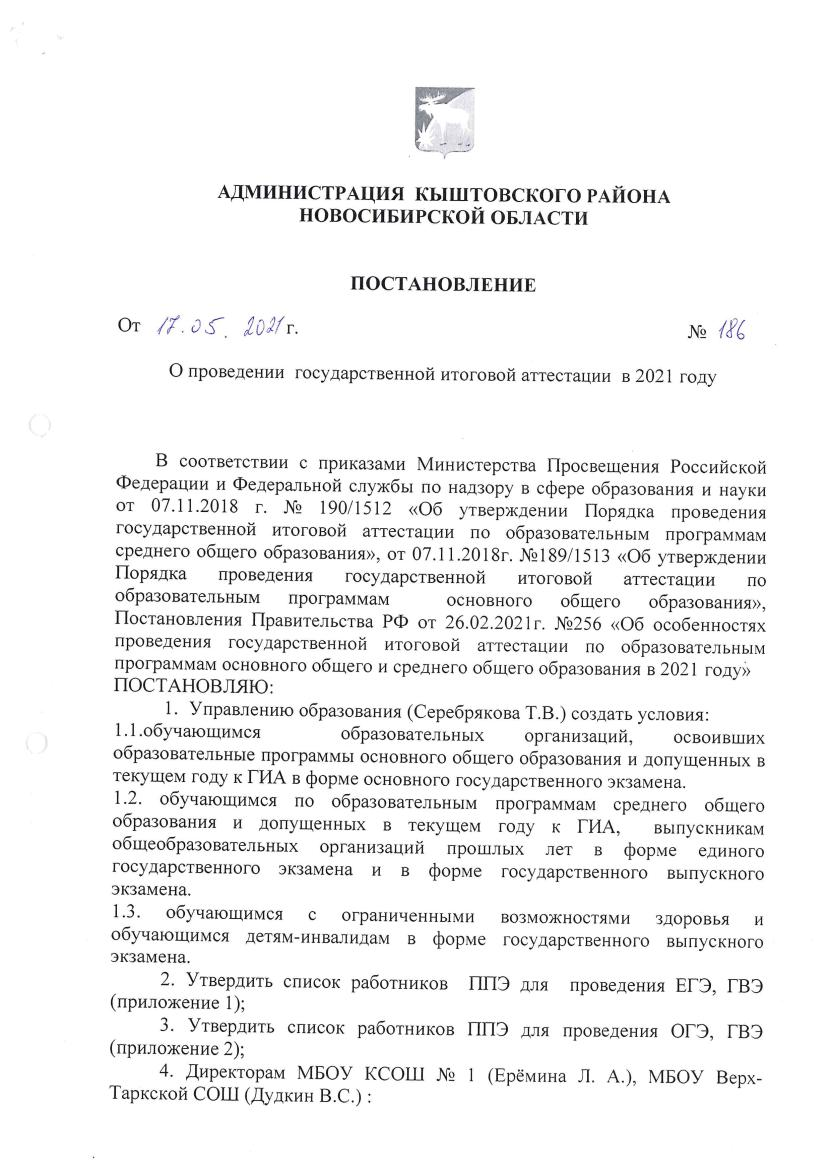 АДМИНИСТРАЦИЯ КЫШТОВСКОГО РАЙОНА
НОВОСИБИРСКОЙ ОБЛАСТИ
ПОСТАНОВЛЕНИЕ
От 17.05. 2021 г. № 186
О проведении государственной итоговой аттестации в 2021 году
В соответствии с приказами Министерства Просвещения Российской
Федерации и Федеральной службы по надзору в сфере образования и науки
от 07.11.2018 г. № 190/1512 «Об утверждении Порядка проведения
государственной итоговой аттестации по образовательным программам
среднего общего образования», от 07.11.2018г. №189/1513 «Об утверждении
Порядка проведения государственной итоговой аттестации по
образовательным программам основного общего образования»,
Постановления Правительства РФ от 26.02.2021г. №256 «Об особенностях
проведения государственной итоговой аттестации по образовательным
программам основного общего и среднего общего образования в 2021 году»
ПОСТАНОВЛЯЮ:
1. Управлению образования (Серебрякова Т.В.) создать условия:
1.1.обучающимся образовательных организаций, освоивших
образовательные программы основного общего образования и допущенных в
текущем году к ГИА в форме основного государственного экзамена.
1.2. обучающимся по образовательным программам среднего общего
образования и допущенных в текущем году к ГИА, выпускникам
общеобразовательных организаций прошлых лет в форме единого
государственного экзамена и в форме государственного выпускного
экзамена.
1.3. обучающимся с ограниченными возможностями здоровья и
обучающимся детям-инвалидам в форме государственного выпускного
экзамена.
2. Утвердить список работников ППЭ для проведения ЕГЭ, ГВЭ
(приложение 1);
3. Утвердить список работников ППЭ для проведения ОГЭ, ГВЭ
(приложение 2);
4. Директорам МБОУ КСОШ № 1 (Ерёмина Л. А.), МБОУ Верх-
Таркской СОШ (Дудкин В.С.) :